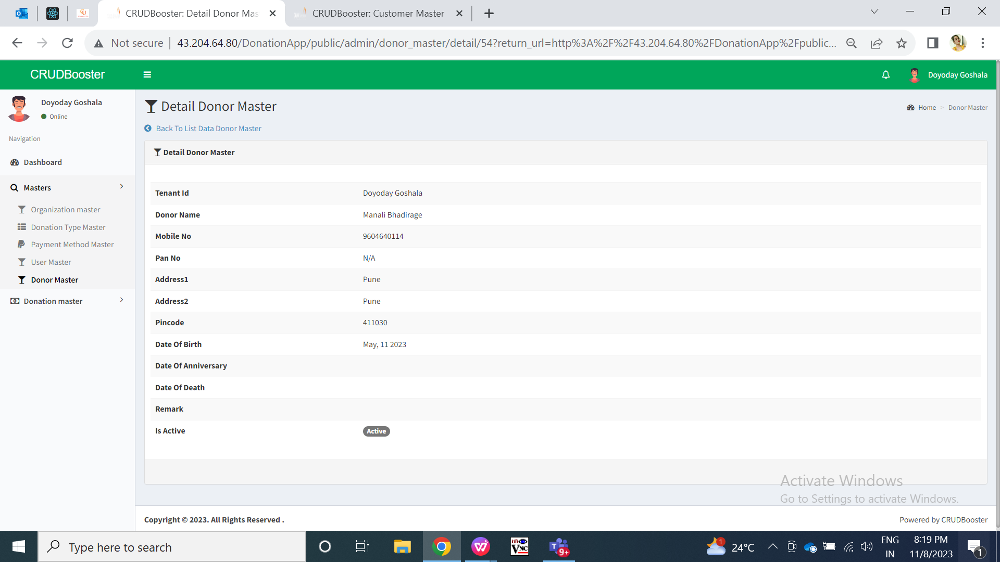 CRUDBooster: Detail Donor Mas
CRUDBooster: Customer Master
Not secure
43.204.64.80/DonationApp/public/admin/donor_master/detail/54?return_url=http%3A%2F%2F43.204.64.80%2FDonationApp%2Fpublic...
CRUDBooster
Doyoday Goshala
Doyoday Goshala
Online
Navigation
Dashboard
Masters
Organization master
Donation Type Master
Payment Method Master
User Master
Donor Master
Donation master
Detail Donor Master
Home > Donor Master
Back To List Data Donor Master
Detail Donor Master
Tenant Id Doyoday Goshala
Donor Name Manali Bhadirage
Mobile No 9604640114
Pan No N/A
Address1 Pune
Address2 Pune
Pincode 411030
Date Of Birth May, 11 2023
Date Of Anniversary
Date Of Death
Remark
Is Active Active
Activate Windows
Go to Settings to activate Windows.
Copyright © 2023. All Rights Reserved .
Powered by CRUDBooster
Type here to search
VNC
T 9+
1
24°C
ENG
IN
8:19 PM
11/8/2023
1